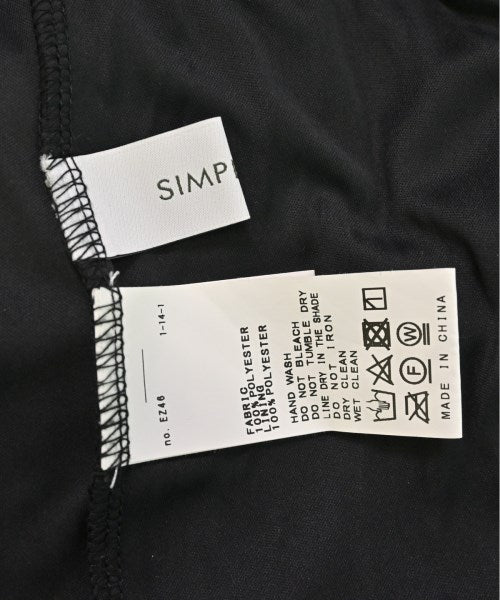 SIMPL
no. EZ46
1-14-1
FABRIC
100%POLYESTER
LINING
100%POLYESTER
HAND WASH
DO NOT BLEACH
DO NOT TUMBLE DRY
LINE DRY IN THE SHADE
DO NOT IRON
DRY CLEAN
WET CLEAN
F W
MADE IN CHINA